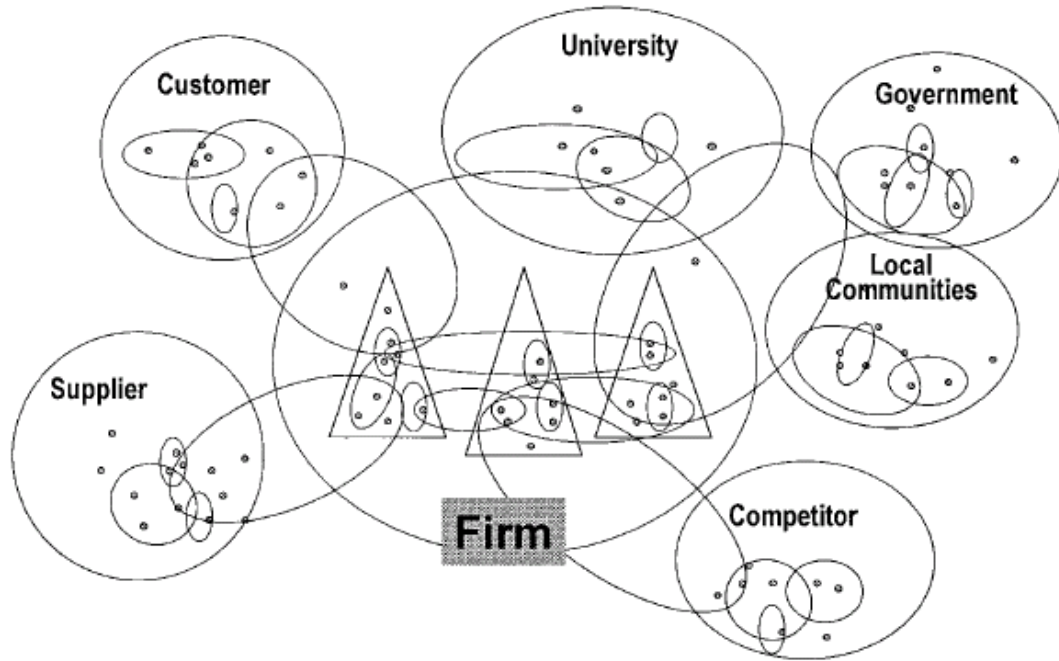 University
Customer
Government
Local
Communities
Supplier
Firm
Competitor